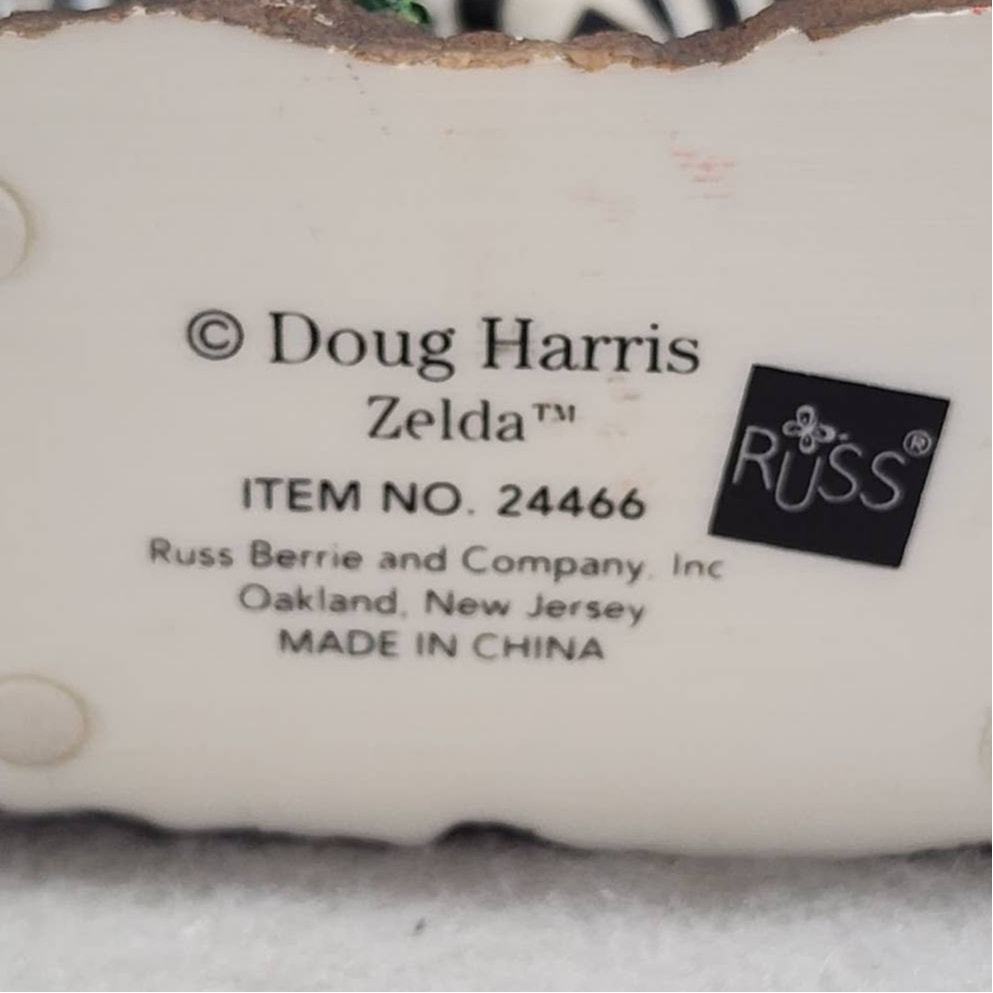 © Doug Harris
Zelda™
ITEM NO. 24466
Russ Berrie and Company, Inc
Oakland, New Jersey
MADE IN CHINA
RUSS®